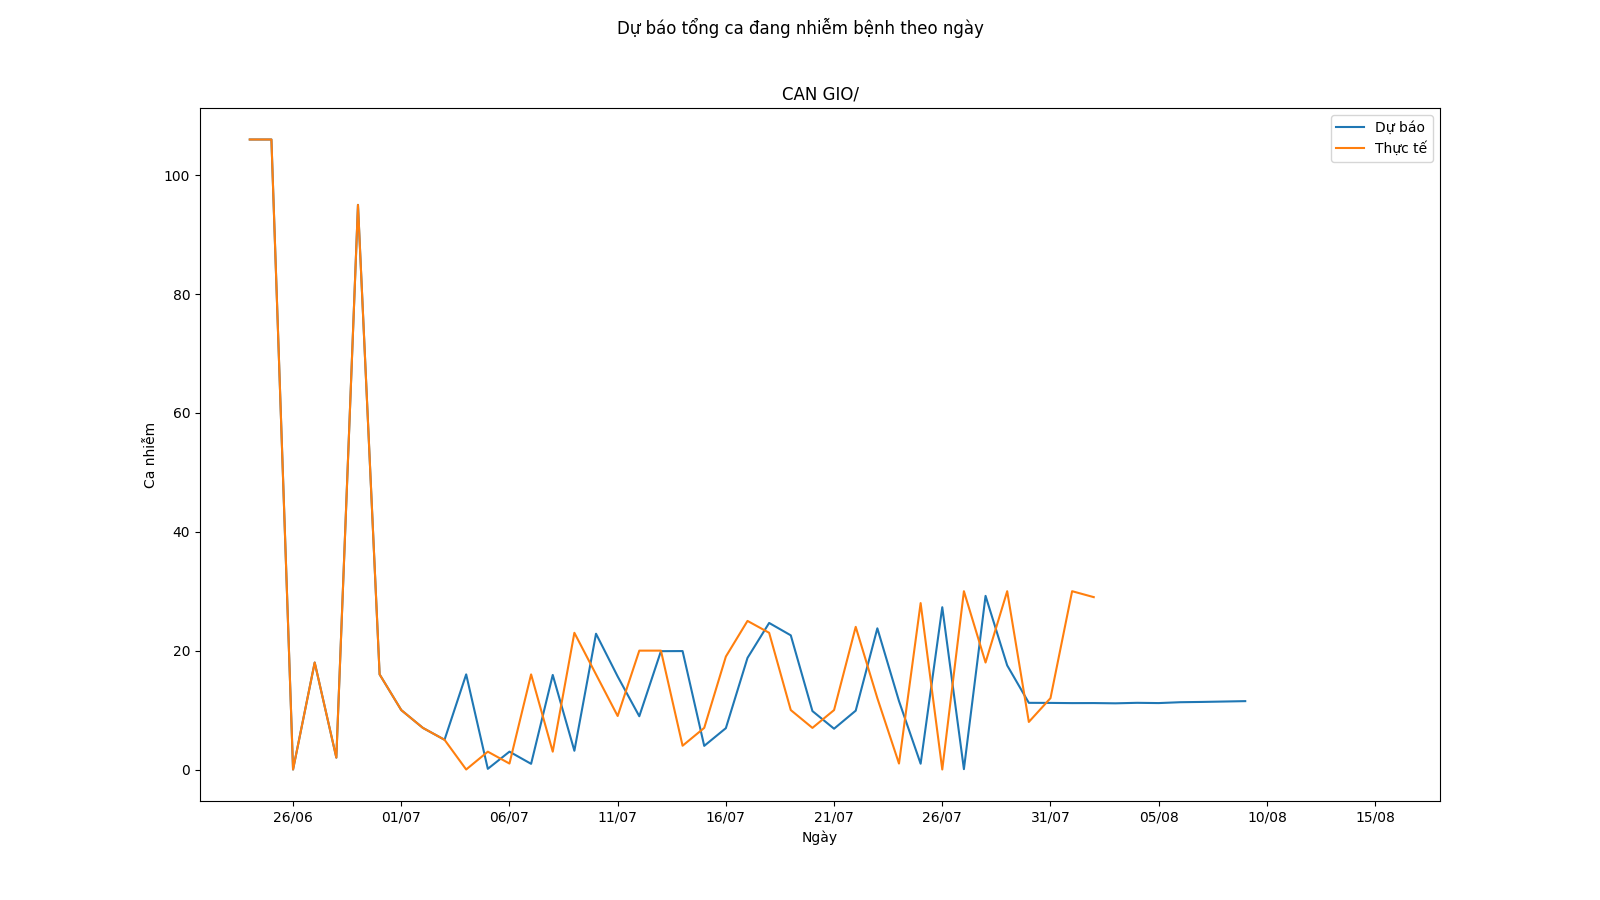 Dự báo tổng ca đang nhiễm bệnh theo ngày
CAN GIO/
Dự báo
Thực tế
100
80
60
40
20
0
Ca nhiễm
26/06
01/07
06/07
11/07
16/07
21/07
26/07
31/07
05/08
10/08
15/08
Ngày